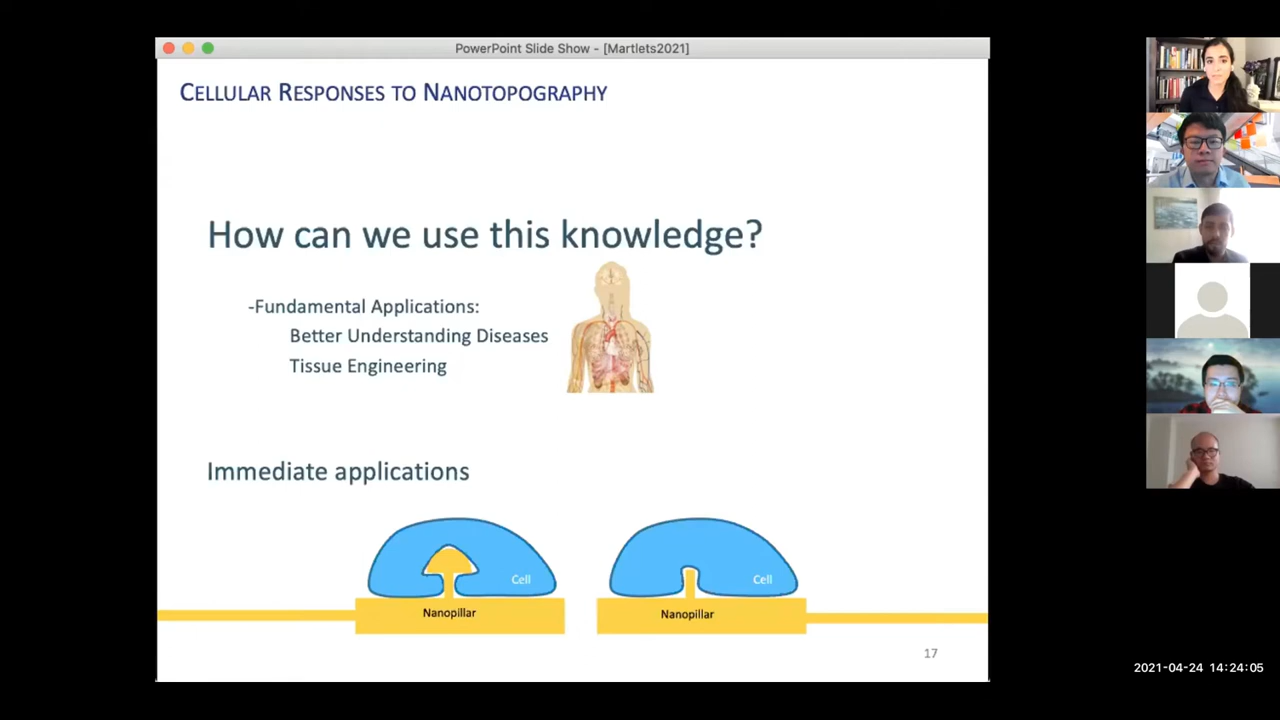 PowerPoint Slide Show - [Martlets2021]
CELLULAR RESPONSES TO NANOTOPOGRAPHY
How can we use this knowledge?
-Fundamental Applications:
Better Understanding Diseases
Tissue Engineering
Immediate applications
Cell
Cell
Nanopillar
Nanopillar
17
2021-04-24 14:24:05